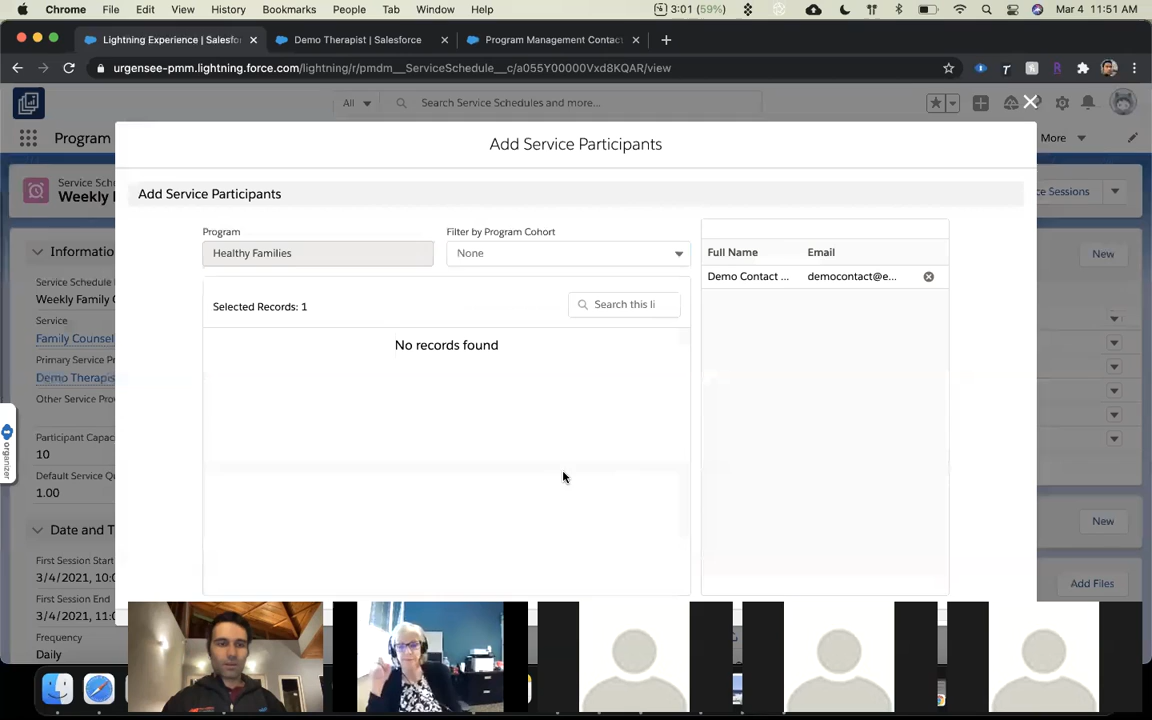 Chrome File Edit View History Bookmarks People Tab Window Help 3:01 (59%) Mar 4 11:51 AM
Lightning Experience | Salesfo Demo Therapist | Salesforce Program Management Contac
urgensee-pmm.lightning.force.com/lightning/r/pmdm__ServiceSchedule__c/a055Y00000Vxd8KQAR/view
All Search Service Schedules and more...
Program More
Add Service Participants
Service Sch
Weekly ce Sessions
Add Service Participants
Program Filter by Program Cohort
Healthy Families None
Full Name Email
Demo Contact ... democontact@e...
Selected Records: 1 Search this li
No records found
Informatio New
Service Schedule
Weekly Family C
Service
Family Counsel
Primary Service Pr
Demo Therapis
Other Service Prov
Participant Capac
10
Default Service Qu
1.00
Date and T New
First Session Start
3/4/2021, 10:0
First Session End
3/4/2021, 11:0
Add Files
Frequency
Daily
organizer